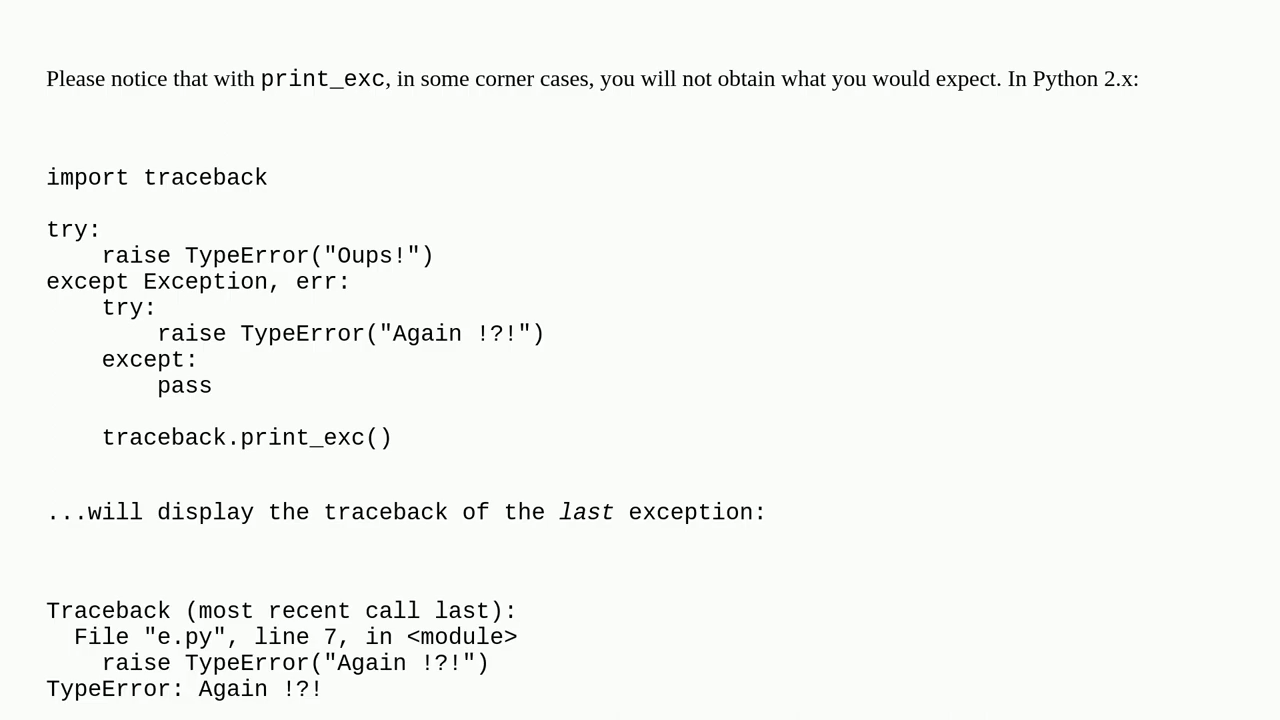 Please notice that with print_exc, in some corner cases, you will not obtain what you would expect. In Python 2.x:
import traceback
try:
    raise TypeError("Oups!")
except Exception, err:
    try:
        raise TypeError("Again !?!")
    except:
        pass
    traceback.print_exc()
...will display the traceback of the last exception:
Traceback (most recent call last):
  File "e.py", line 7, in <module>
    raise TypeError("Again !?!")
TypeError: Again !?!